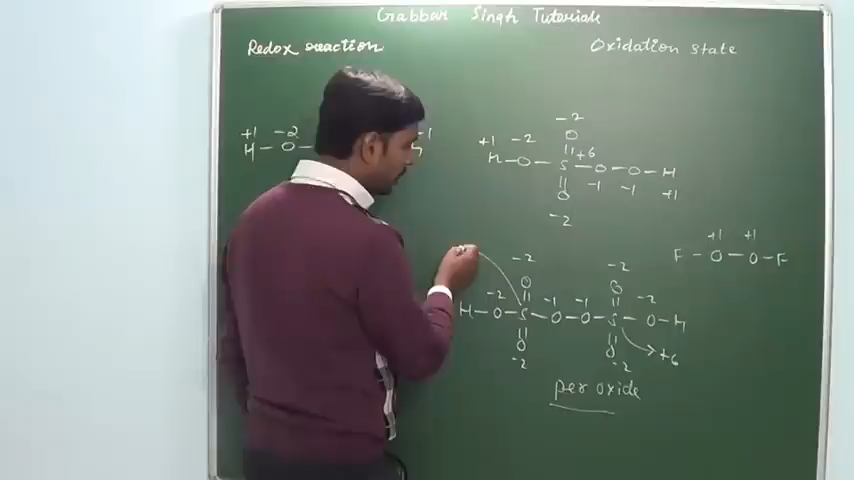 Gabbar Singh Tutorials
Redox reaction
Oxidation state
+1 -2
H - O -
-1
-2
O
||
+1 -2 +6
H-O- S -O-O-H
|| -1 -1 +1
O
-2
+1 +1
F - O - O - F
-2 -2
O O
|| ||
-2 -1 -1 -2
H-O-S-O-O-S-O-H
|| ||
O O
-2 -2
+6
per oxide